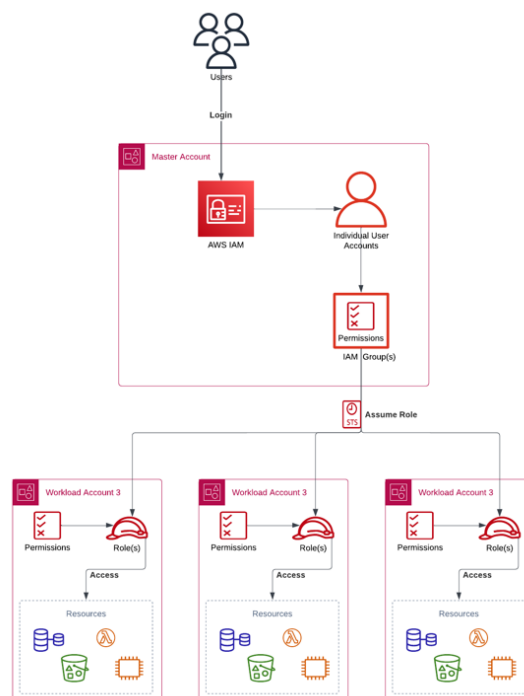 Users
Login
Master Account
AWS IAM
Individual User
Accounts
Permissions
IAM Group(s)
STS
Assume Role
Workload Account 3
Permissions
Role(s)
Access
Resources
Workload Account 3
Permissions
Role(s)
Access
Resources
Workload Account 3
Permissions
Role(s)
Access
Resources